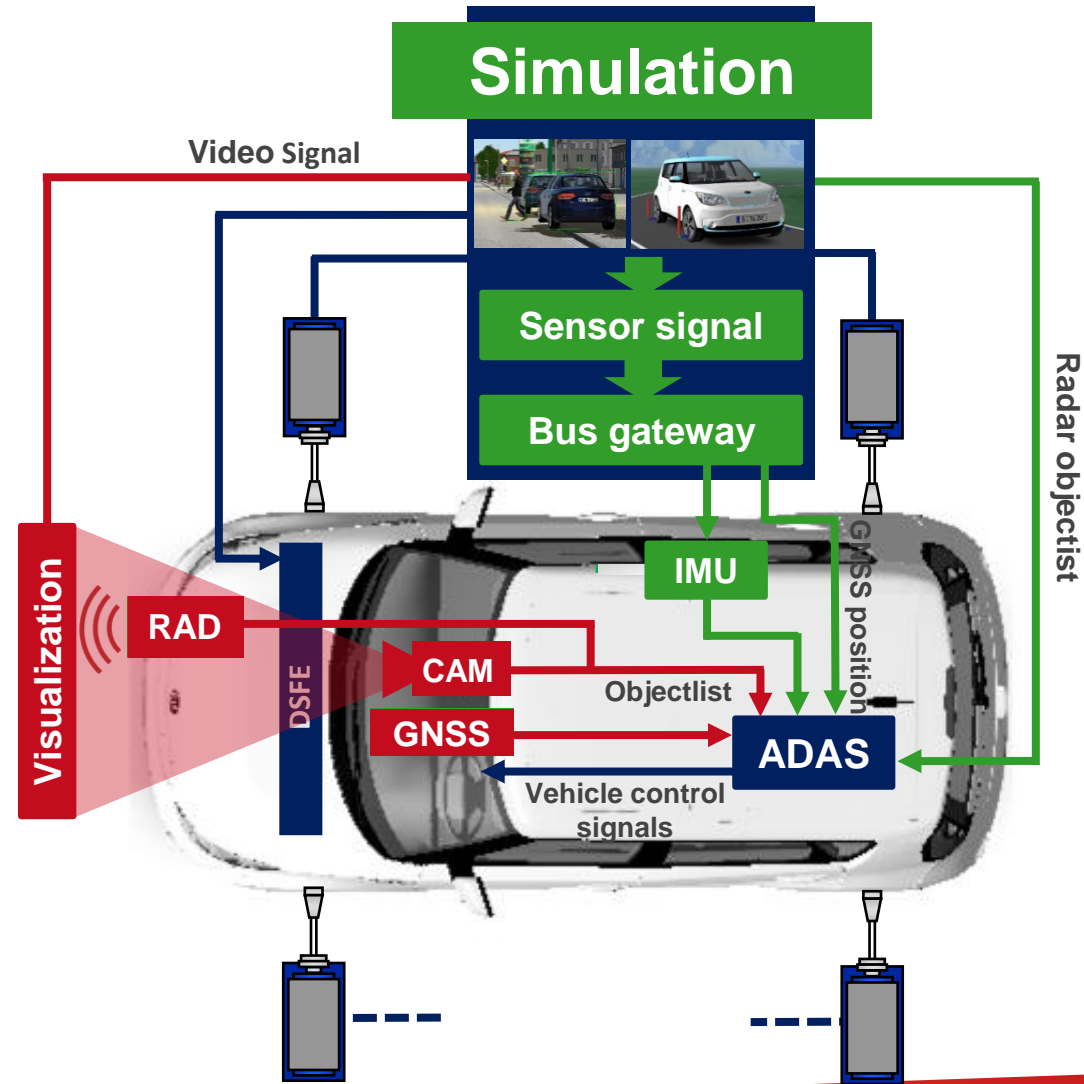 Simulation
Video Signal
Sensor signal
Bus gateway
Radar objectist
IMU
GNSS position
Visualization
RAD
DSFE
CAM
Objectlist
GNSS
ADAS
Vehicle control
signals